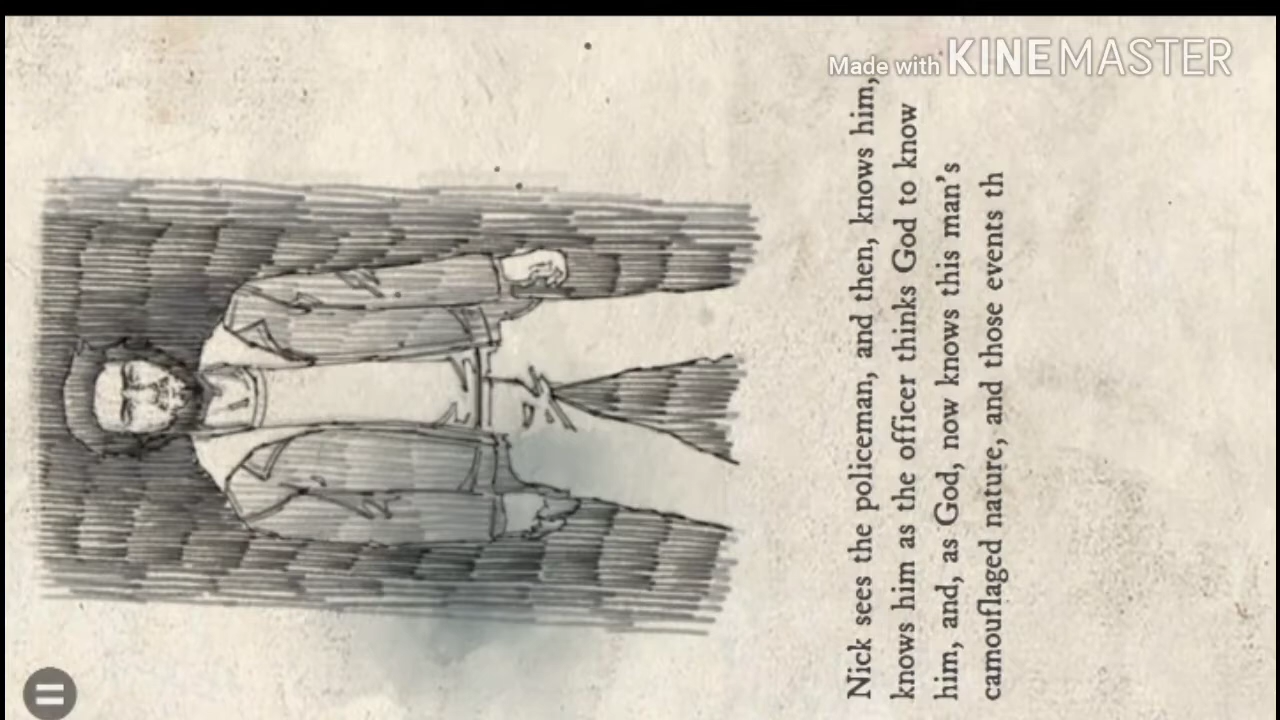 Made with KINEMASTER
Nick sees the policeman, and then, knows him,
knows him as the officer thinks God to know
him, and, as God, now knows this man's
camouflaged nature, and those events th